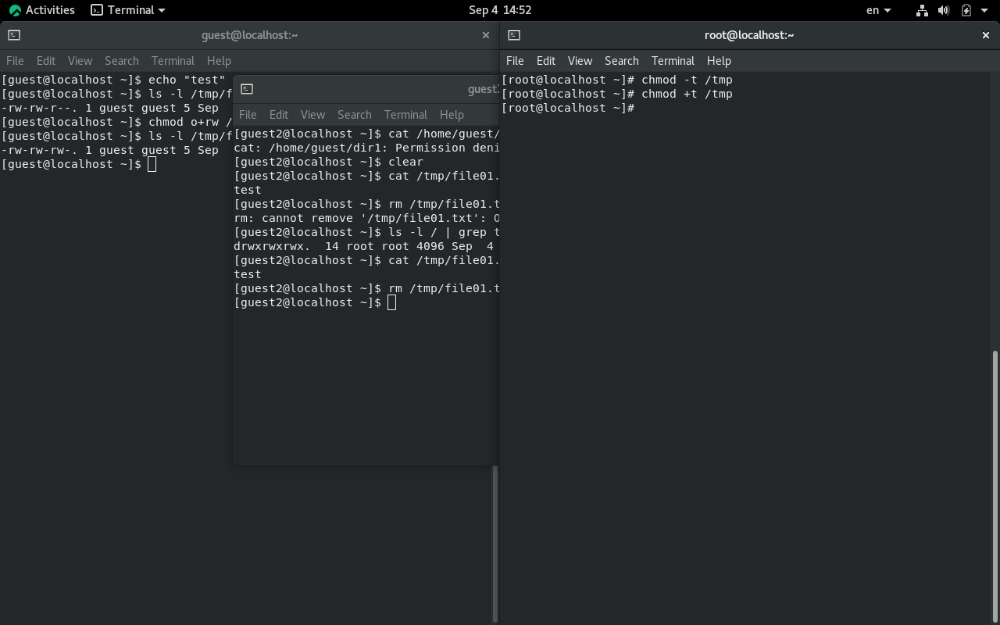 Activities Terminal Sep 4 14:52 en
guest@localhost:~
File Edit View Search Terminal Help
[guest@localhost ~]$ echo "test"
[guest@localhost ~]$ ls -l /tmp/f
-rw-rw-r--. 1 guest guest 5 Sep
[guest@localhost ~]$ chmod o+rw /
[guest@localhost ~]$ ls -l /tmp/f
-rw-rw-rw-. 1 guest guest 5 Sep
[guest@localhost ~]$
guest2
File Edit View Search Terminal Help
[guest2@localhost ~]$ cat /home/guest/
cat: /home/guest/dir1: Permission deni
[guest2@localhost ~]$ clear
[guest2@localhost ~]$ cat /tmp/file01.
test
[guest2@localhost ~]$ rm /tmp/file01.t
rm: cannot remove '/tmp/file01.txt': O
[guest2@localhost ~]$ ls -l / | grep t
drwxrwxrwx.  14 root root 4096 Sep  4
[guest2@localhost ~]$ cat /tmp/file01.
test
[guest2@localhost ~]$ rm /tmp/file01.t
[guest2@localhost ~]$
root@localhost:~
File Edit View Search Terminal Help
[root@localhost ~]# chmod -t /tmp
[root@localhost ~]# chmod +t /tmp
[root@localhost ~]#